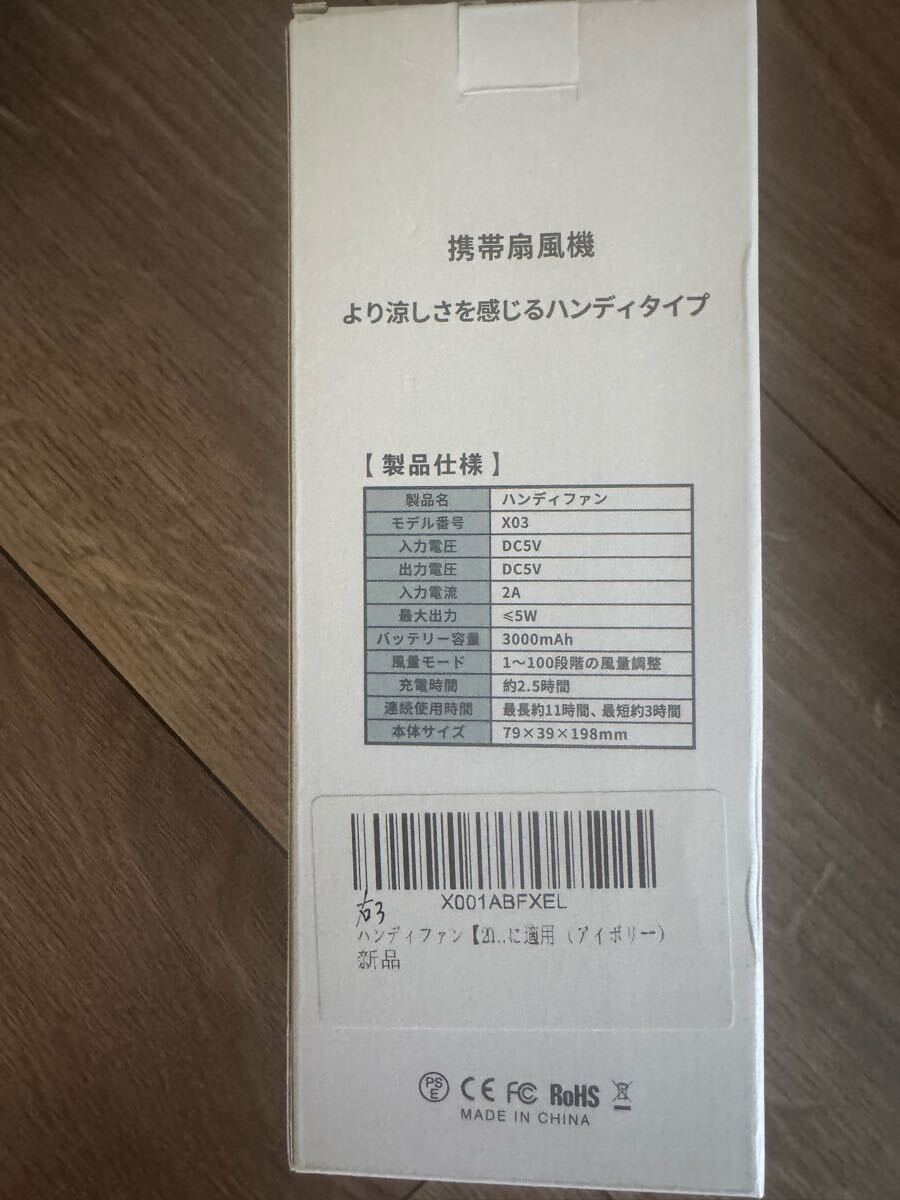 携帯扇風機
より涼しさを感じるハンディタイプ
【製品仕様】
製品名 ハンディファン
モデル番号 X03
入力電圧 DC5V
出力電圧 DC5V
入力電流 2A
最大出力 ≤5W
バッテリー容量 3000mAh
風量モード 1〜100段階の風量調整
充電時間 約2.5時間
連続使用時間 最長約11時間、最短約3時間
本体サイズ 79×39×198mm
X001ABFXEL
右3
ハンディファン【20...に適用 (アイボリー)
新品
PSE CE FC RoHS
MADE IN CHINA